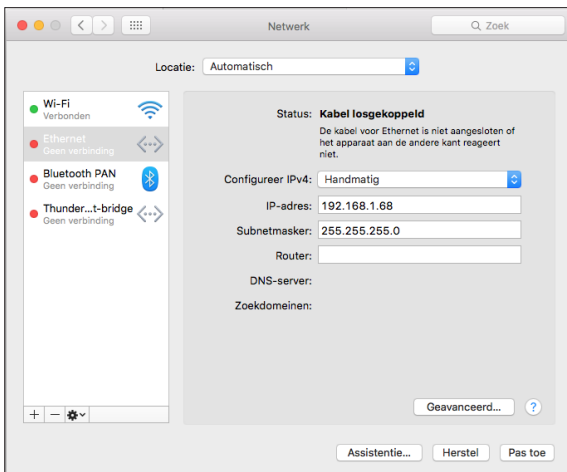 Netwerk
Zoek
Locatie: Automatisch
Wi-Fi
Verbonden
Ethernet
Geen verbinding
Bluetooth PAN
Geen verbinding
Thunder...t-bridge
Geen verbinding
Status: Kabel losgekoppeld
De kabel voor Ethernet is niet aangesloten of
het apparaat aan de andere kant reageert
niet.
Configureer IPv4: Handmatig
IP-adres: 192.168.1.68
Subnetmasker: 255.255.255.0
Router:
DNS-server:
Zoekdomeinen:
Geavanceerd... ?
Assistentie... Herstel Pas toe